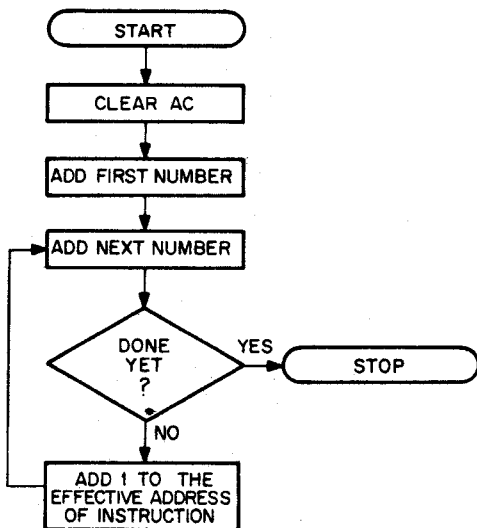 START
CLEAR AC
ADD FIRST NUMBER
ADD NEXT NUMBER
DONE
YET
?
YES
STOP
NO
ADD 1 TO THE
EFFECTIVE ADDRESS
OF INSTRUCTION